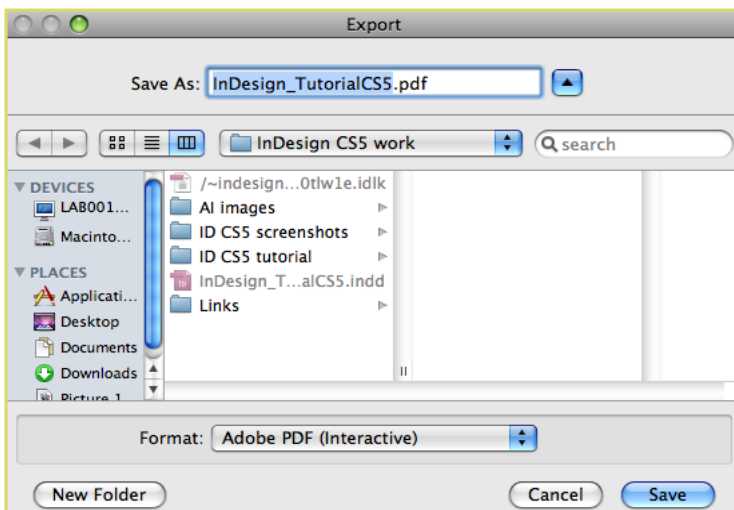 Export
Save As: InDesign_TutorialCS5.pdf
InDesign CS5 work
search
DEVICES
LAB001...
Macinto...
PLACES
Applicati...
Desktop
Documents
Downloads
Picture 1
/~indesign...0tlw1e.idlk
AI images
ID CS5 screenshots
ID CS5 tutorial
InDesign_T...alCS5.indd
Links
Format: Adobe PDF (Interactive)
New Folder
Cancel
Save